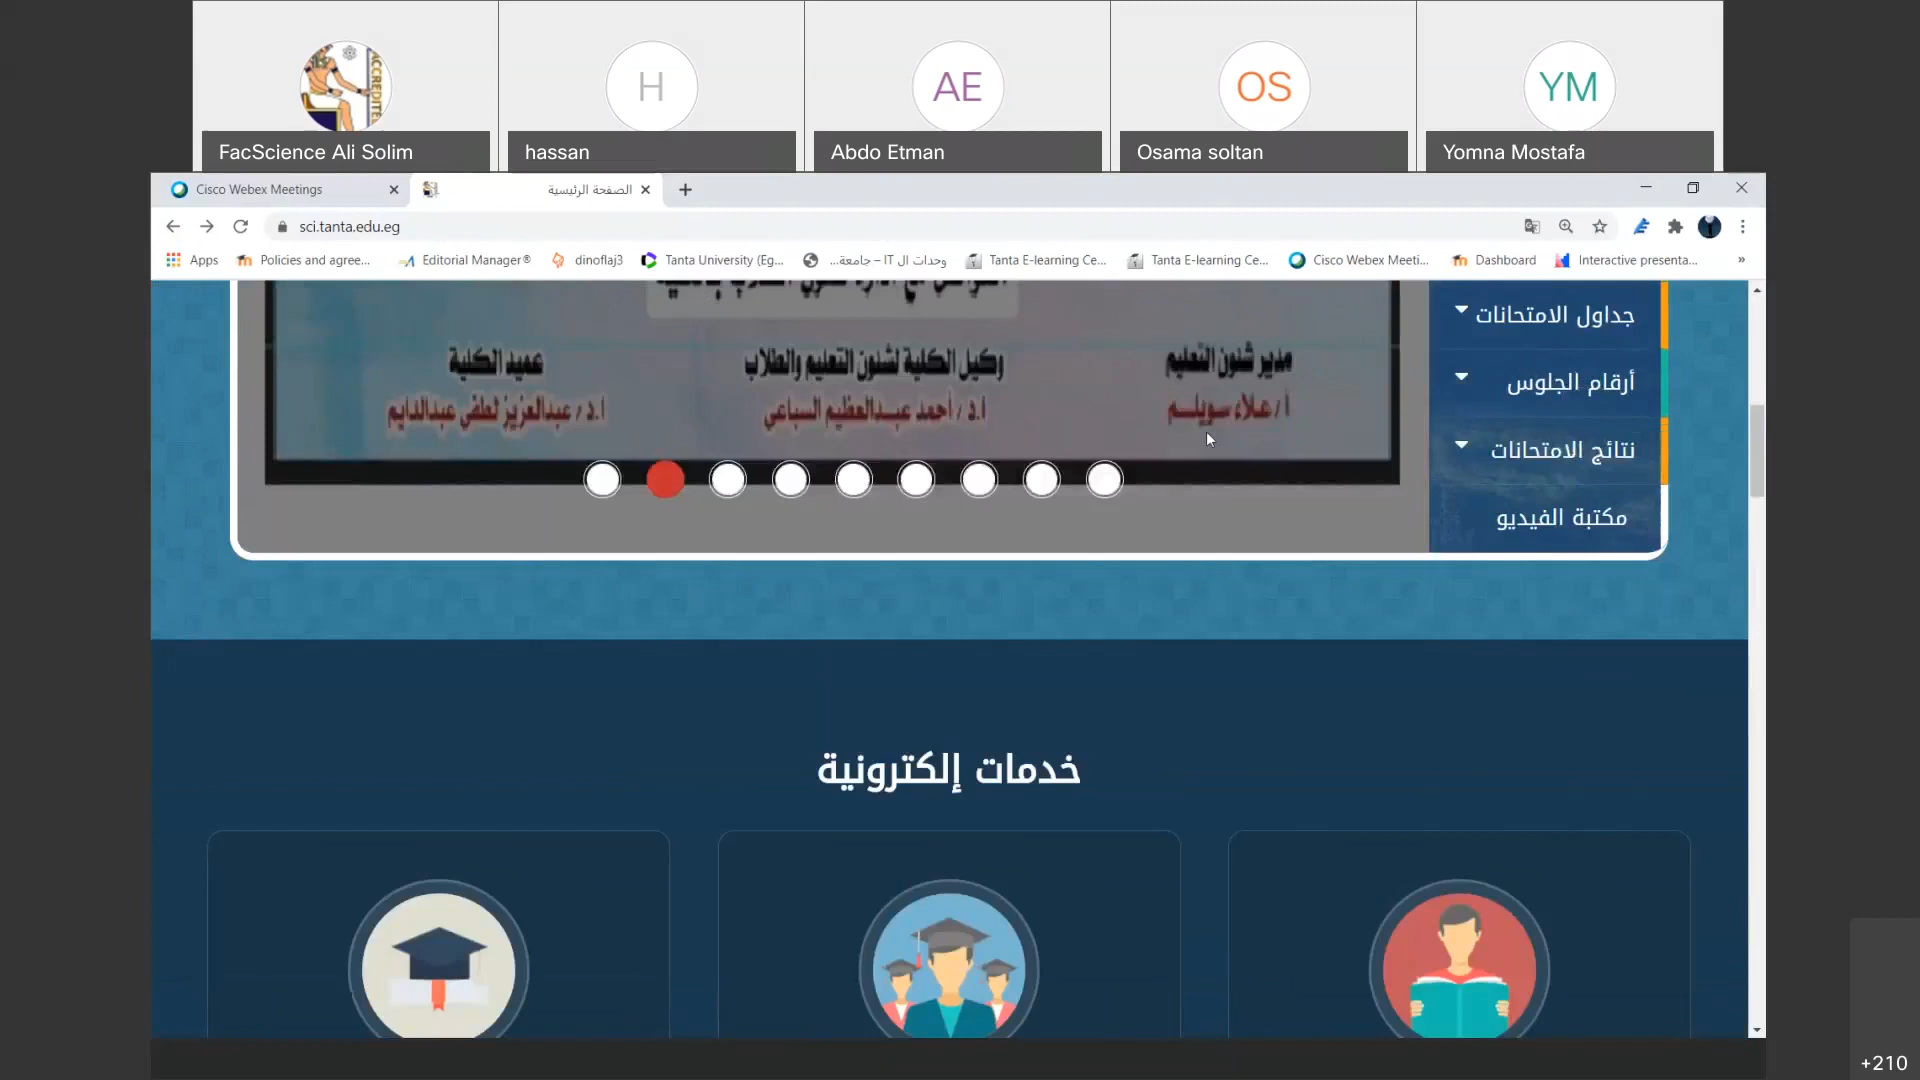 ACCREDITE
H
AE
OS
YM
FacScience Ali Solim
hassan
Abdo Etman
Osama soltan
Yomna Mostafa
Cisco Webex Meetings
الصفحة الرئيسية
sci.tanta.edu.eg
Apps
Policies and agree...
Editorial Manager®
dinoflaj3
Tanta University (Eg...
وحدات ال IT – جامعة...
Tanta E-learning Ce...
Tanta E-learning Ce...
Cisco Webex Meeti...
Dashboard
Interactive presenta...
»
جداول الامتحانات
أرقام الجلوس
نتائج الامتحانات
مكتبة الفيديو
مدير شئون التعليم
وكيل الكلية لشئون التعليم والطلاب
عميد الكلية
أ / علاء سويلم
ا.د / أحمد عبدالعظيم السباعي
ا.د / عبدالعزيز لطفي عبدالدايم
خدمات إلكترونية
+210